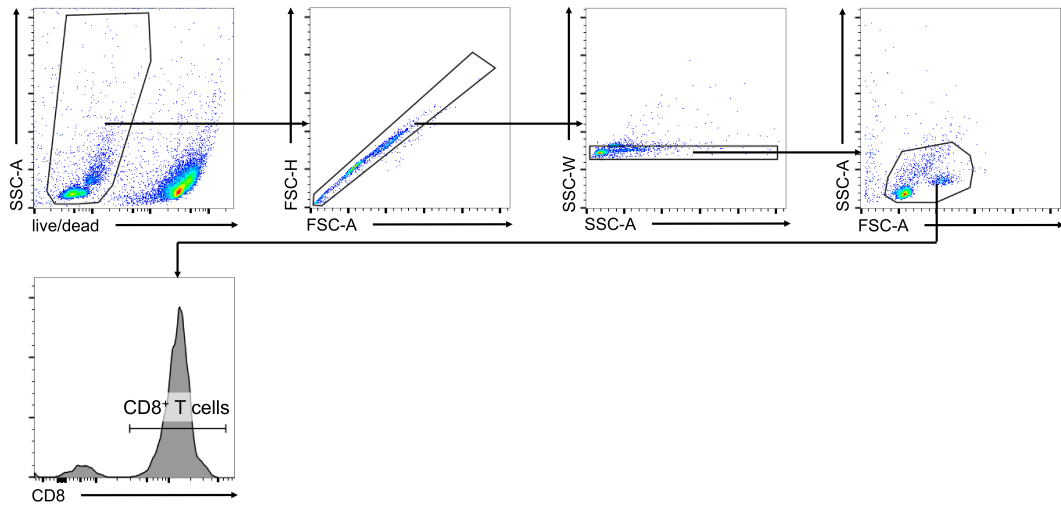 SSC-A
live/dead
FSC-H
FSC-A
SSC-W
SSC-A
SSC-A
FSC-A
CD8⁺ T cells
CD8